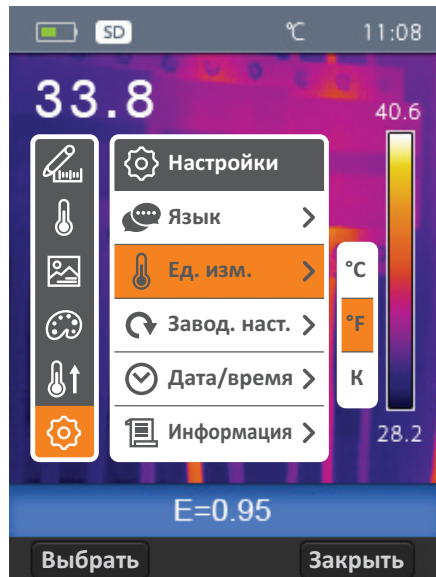 SD °C 11:08
33.8
40.6
Настройки
Язык
Ед. изм.
°C
°F
Завод. наст.
Дата/время
K
Информация
28.2
E=0.95
Выбрать Закрыть